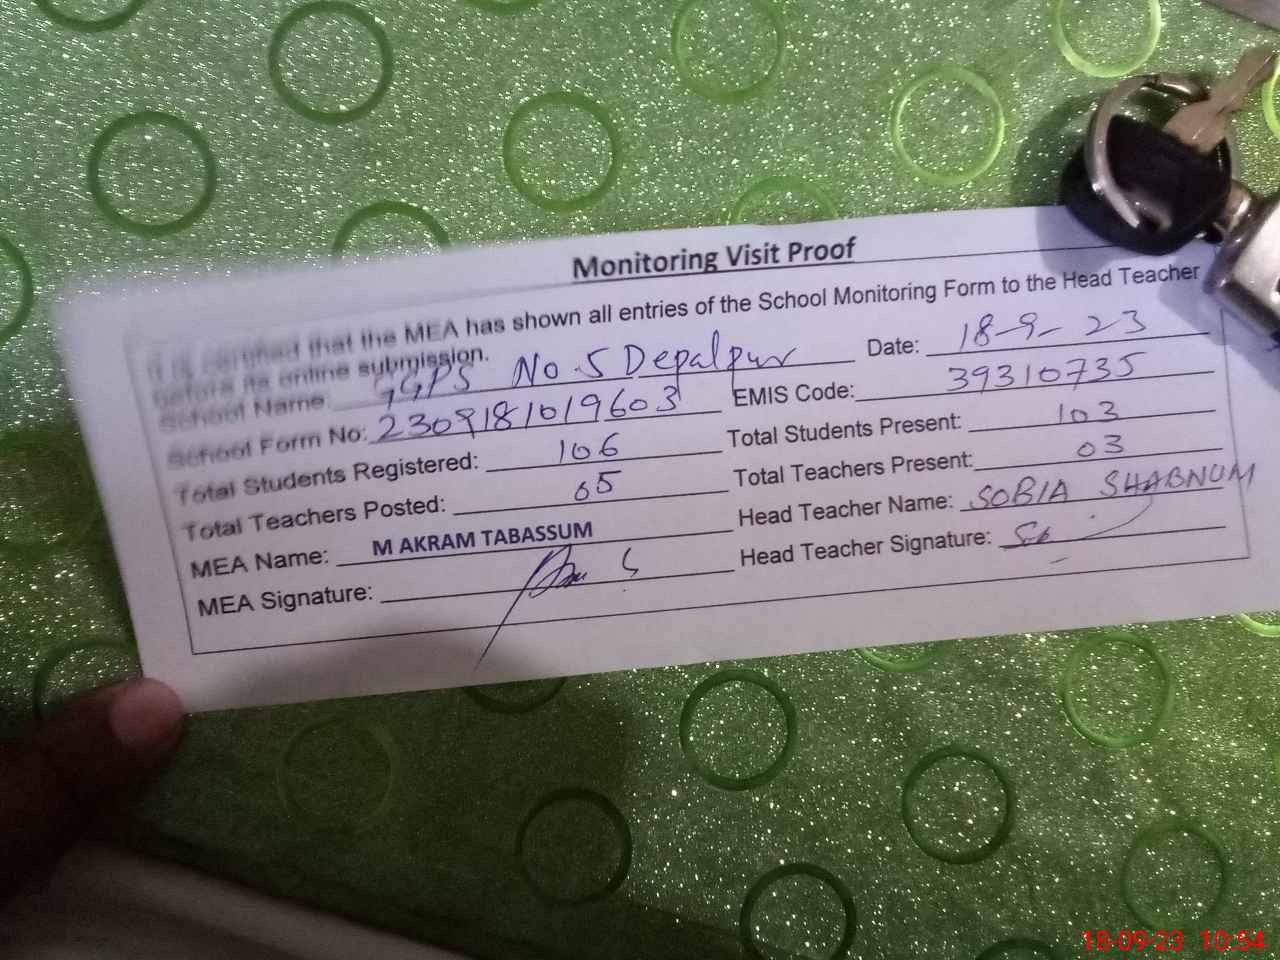 Monitoring Visit Proof
It is certified that the MEA has shown all entries of the School Monitoring Form to the Head Teacher
before its online submission.
School Name: GGPS No.5 Depalpur Date: 18-9-23
School Form No: 2309181019603 EMIS Code: 39310735
Total Students Registered: 106 Total Students Present: 103
Total Teachers Posted: 05 Total Teachers Present: 03
MEA Name: M AKRAM TABASSUM Head Teacher Name: SOBIA SHABNUM
MEA Signature: Head Teacher Signature:
18-09-23 10:54